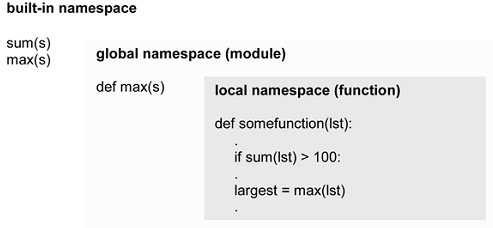 built-in namespace
sum(s)
max(s)
global namespace (module)
def max(s)
local namespace (function)
def somefunction(lst):
.
if sum(lst) > 100:
.
largest = max(lst)
.